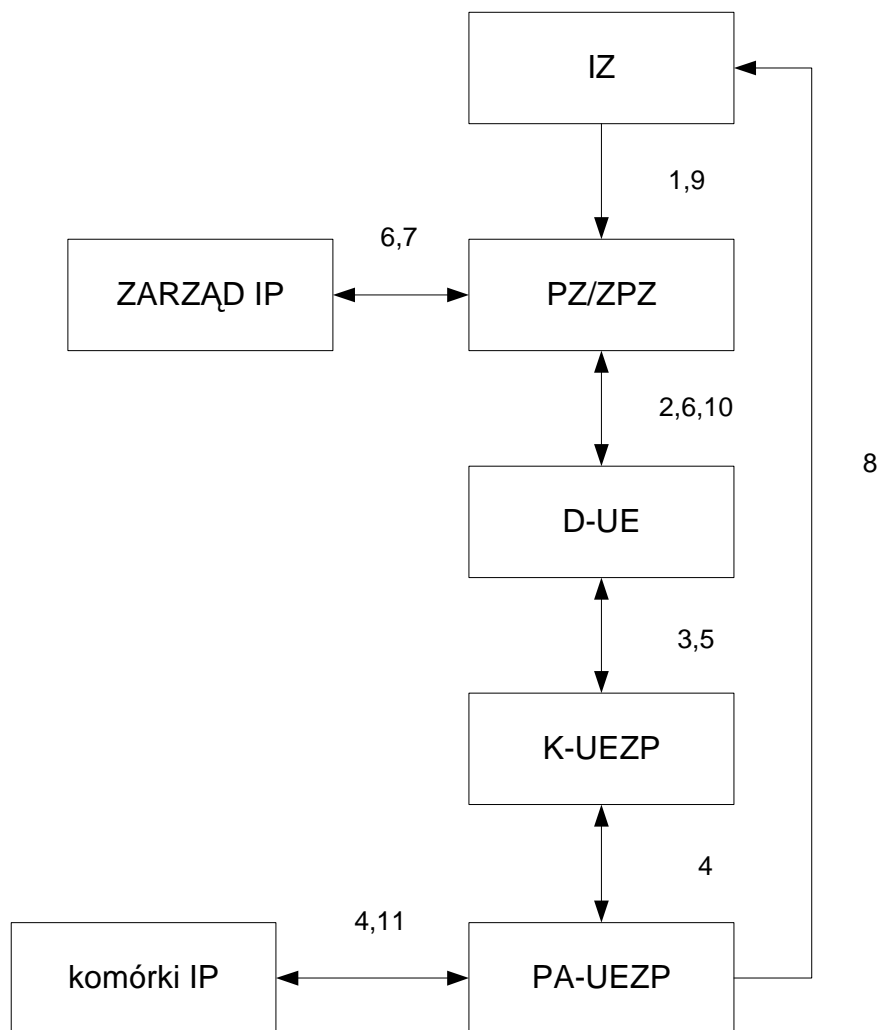 IZ
1,9
6,7
ZARZĄD IP
PZ/ZPZ
2,6,10
8
D-UE
3,5
K-UEZP
4
4,11
komórki IP
PA-UEZP